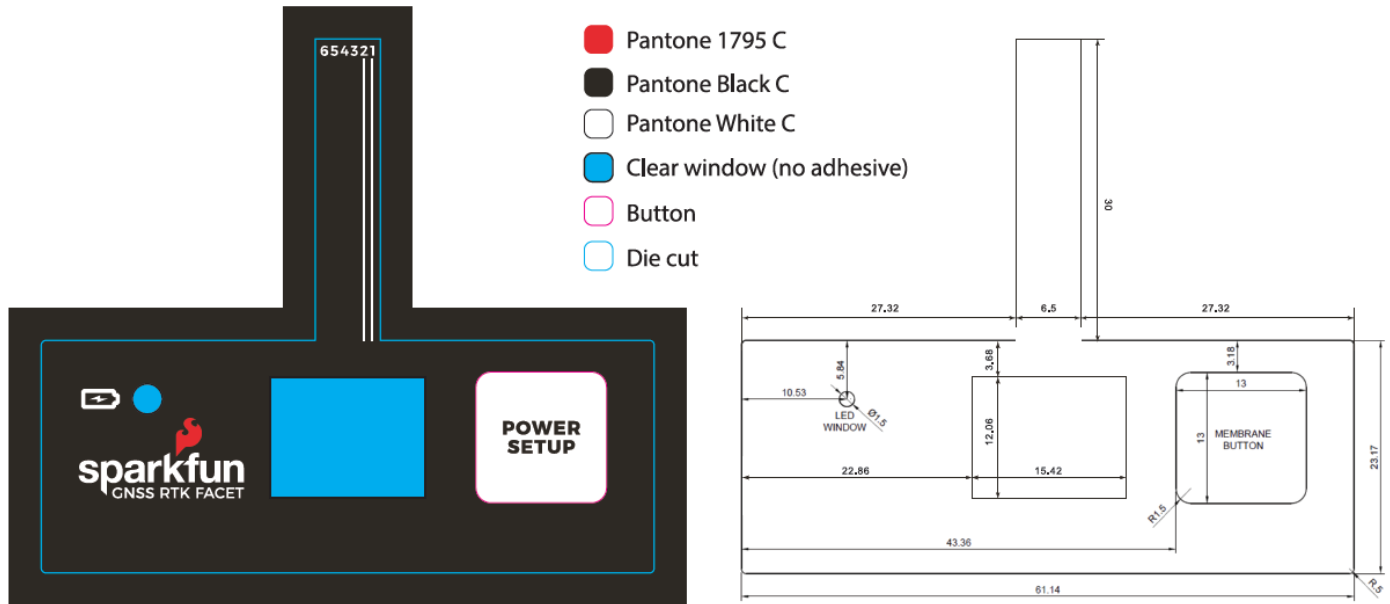 654321
POWER
SETUP
sparkfun
GNSS RTK FACET
Pantone 1795 C
Pantone Black C
Pantone White C
Clear window (no adhesive)
Button
Die cut
30
27.32
6.5
27.32
3.68
5.84
3.18
10.53
Ø1.5
LED
WINDOW
12.06
13
13
MEMBRANE
BUTTON
23.17
22.86
15.42
R1.5
43.36
61.14
R.5